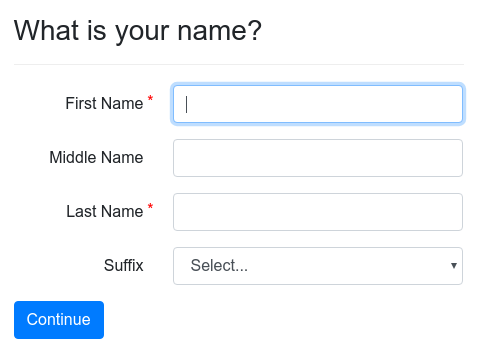 What is your name?
First Name *
Middle Name
Last Name *
Suffix Select...
Continue